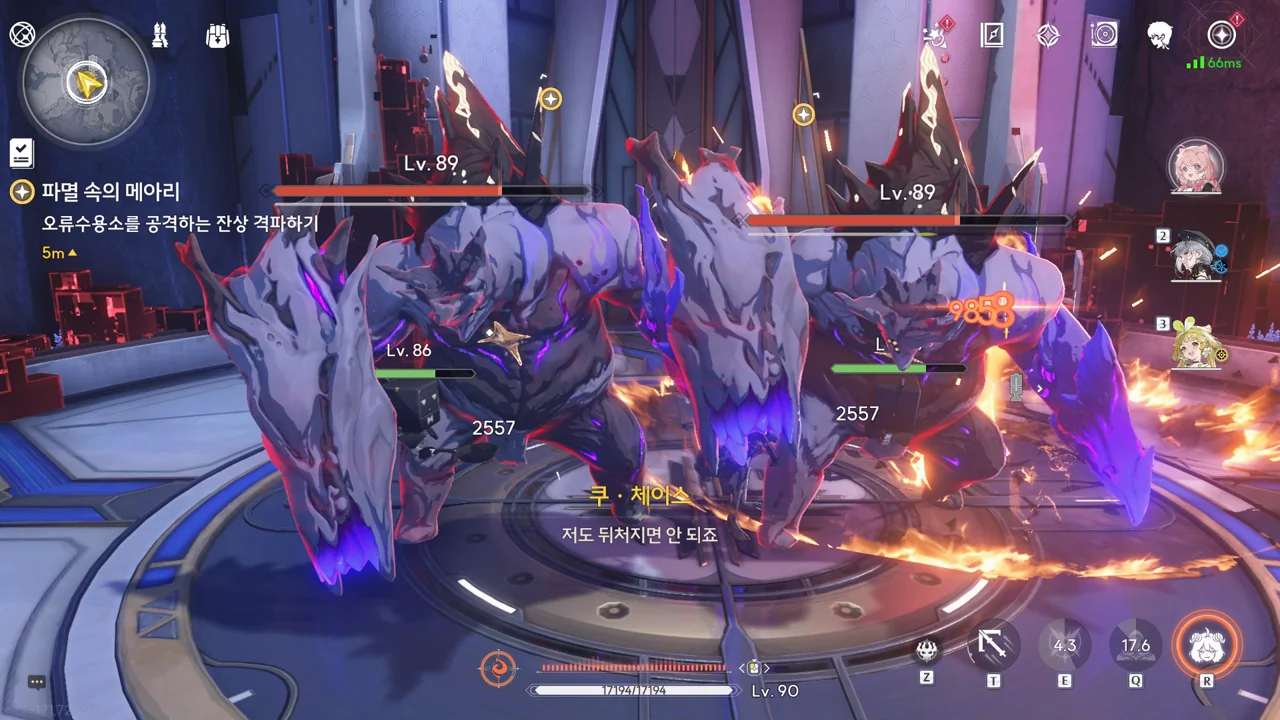 66ms
파멸 속의 메아리
오류수용소를 공격하는 잔상 격파하기
5m
Lv. 89
Lv. 89
9858
Lv. 86
L
2557
2557
2
3
쿠 · 체이스
저도 뒤처지면 안 되죠
4.3
17.6
Z
T
E
Q
R
17194/17194
Lv. 90